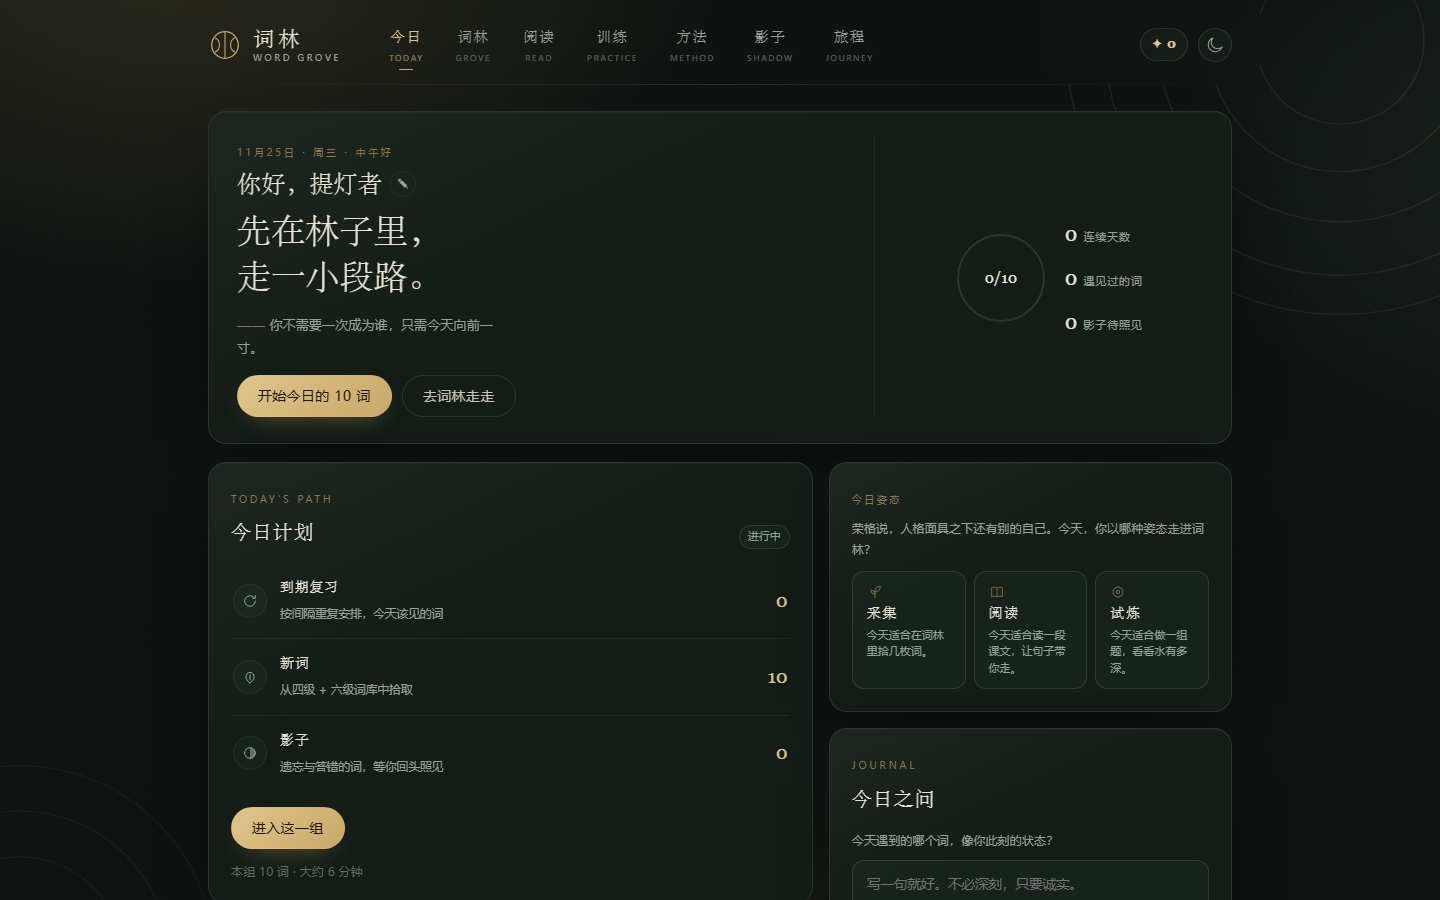 词林
WORD GROVE
今日
TODAY
词林
GROVE
阅读
READ
训练
PRACTICE
方法
METHOD
影子
SHADOW
旅程
JOURNEY
✦ 0
11月25日 · 周三 · 中午好
你好，提灯者
先在林子里，
走一小段路。
—— 你不需要一次成为谁，只需今天向前一
寸。
开始今日的 10 词
去词林走走
0/10
0 连续天数
0 遇见过的词
0 影子待照见
TODAY'S PATH
今日计划
进行中
到期复习
按间隔重复安排，今天该见的词
0
新词
从四级 + 六级词库中拾取
10
影子
遗忘与答错的词，等你回头照见
0
进入这一组
本组 10 词 · 大约 6 分钟
今日姿态
荣格说，人格面具之下还有别的自己。今天，你以哪种姿态走进词
林？
采集
今天适合在词林
里拾几枚词。
阅读
今天适合读一段
课文，让句子带
你走。
试炼
今天适合做一组
题，看看水有多
深。
JOURNAL
今日之问
今天遇到的哪个词，像你此刻的状态？
写一句就好。不必深刻，只要诚实。